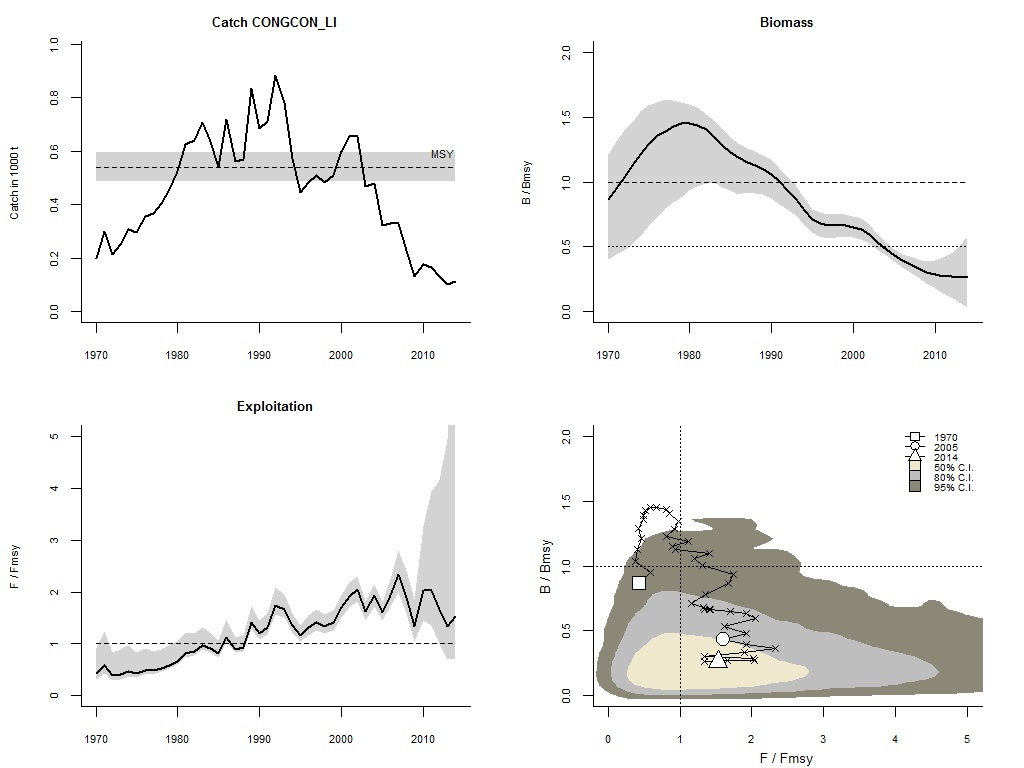 Catch CONGCON_LI
Catch in 1000 t
1.0
0.8
0.6
0.4
0.2
0.0
MSY
1970 1980 1990 2000 2010
Biomass
B / Bmsy
2.0
1.5
1.0
0.5
0.0
1970 1980 1990 2000 2010
Exploitation
F / Fmsy
5
4
3
2
1
0
1970 1980 1990 2000 2010
B / Bmsy
2.0
1.5
1.0
0.5
0.0
1970
2005
2014
50% C.I.
80% C.I.
95% C.I.
0 1 2 3 4 5
F / Fmsy